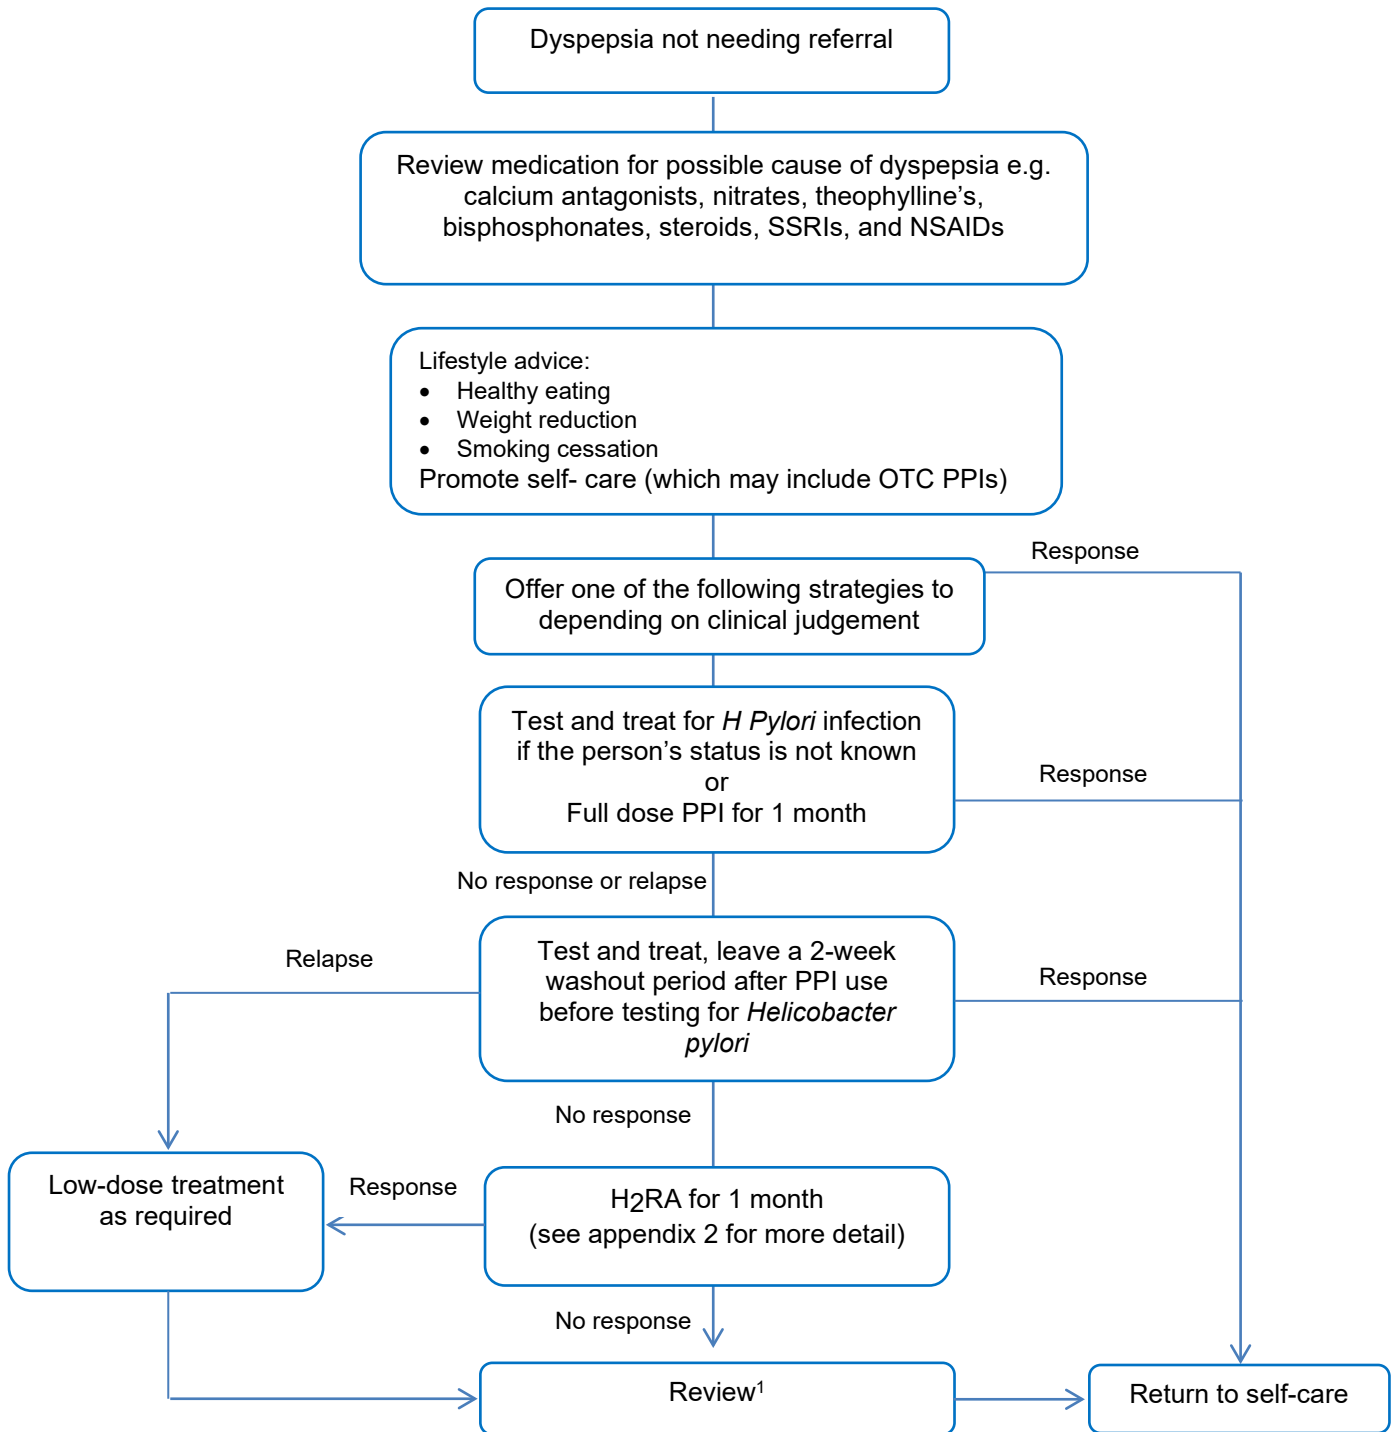 Dyspepsia not needing referral
Review medication for possible cause of dyspepsia e.g.
calcium antagonists, nitrates, theophylline’s,
bisphosphonates, steroids, SSRIs, and NSAIDs
Lifestyle advice:
• Healthy eating
• Weight reduction
• Smoking cessation
Promote self- care (which may include OTC PPIs)
Response
Offer one of the following strategies to
depending on clinical judgement
Test and treat for H Pylori infection
if the person’s status is not known
or
Full dose PPI for 1 month
Response
No response or relapse
Relapse
Test and treat, leave a 2-week
washout period after PPI use
before testing for Helicobacter
pylori
Response
No response
Low-dose treatment
as required
Response
H2RA for 1 month
(see appendix 2 for more detail)
No response
Review1
Return to self-care